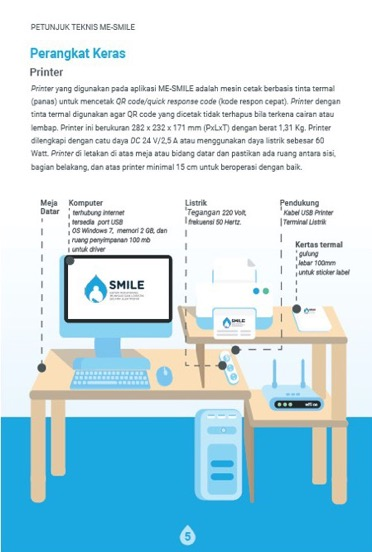 PETUNJUK TEKNIS ME-SMILE
Perangkat Keras
Printer
Printer yang digunakan pada aplikasi ME-SMILE adalah mesin cetak berbasis tinta termal
(panas) untuk mencetak QR code/quick response code (kode respon cepat). Printer dengan
tinta termal digunakan agar QR code yang dicetak tidak terhapus bila terkena cairan atau
lembap. Printer ini berukuran 282 x 232 x 171 mm (PxLxT) dengan berat 1,31 Kg. Printer
dilengkapi dengan catu daya DC 24 V/2,5 A atau menggunakan daya listrik sebesar 60
Watt. Printer di letakan di atas meja atau bidang datar dan pastikan ada ruang antara sisi,
bagian belakang, dan atas printer minimal 15 cm untuk beroperasi dengan baik.
Meja
Datar
Komputer
terhubung internet
tersedia port USB
OS Windows 7, memori 2 GB, dan
ruang penyimpanan 100 mb
untuk driver
Listrik
Tegangan 220 Volt,
frekuensi 50 Hertz.
Pendukung
Kabel USB Printer
Terminal Listrik
Kertas termal
gulung
lebar 100mm
untuk sticker label
SMILE
SMILE
5